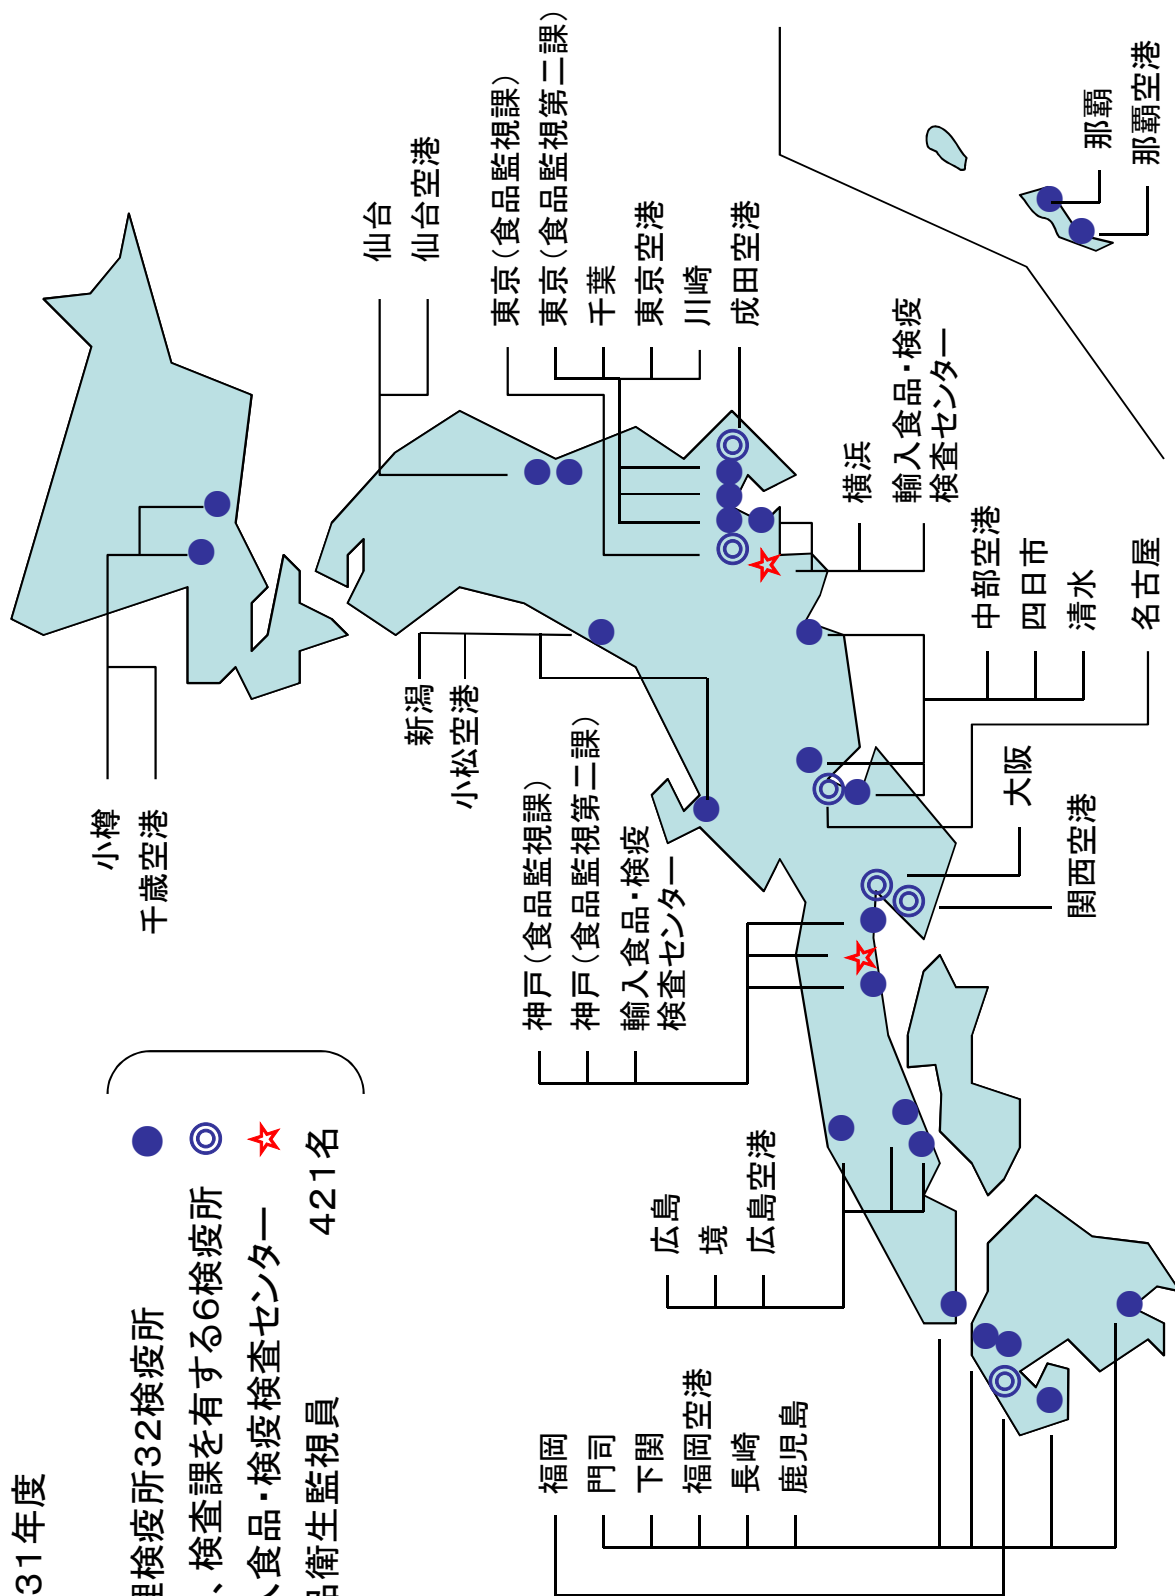 31年度
理検疫所32検疫所
、検査課を有する6検疫所
入食品・検疫検査センター
品衛生監視員 421名
小樽
千歳空港
仙台
仙台空港
東京(食品監視課)
東京(食品監視第二課)
千葉
東京空港
川崎
成田空港
横浜
輸入食品・検疫
検査センター
新潟
小松空港
中部空港
四日市
清水
名古屋
大阪
関西空港
神戸(食品監視課)
神戸(食品監視第二課)
輸入食品・検疫
検査センター
広島
境
広島空港
福岡
門司
下関
福岡空港
長崎
鹿児島
那覇
那覇空港